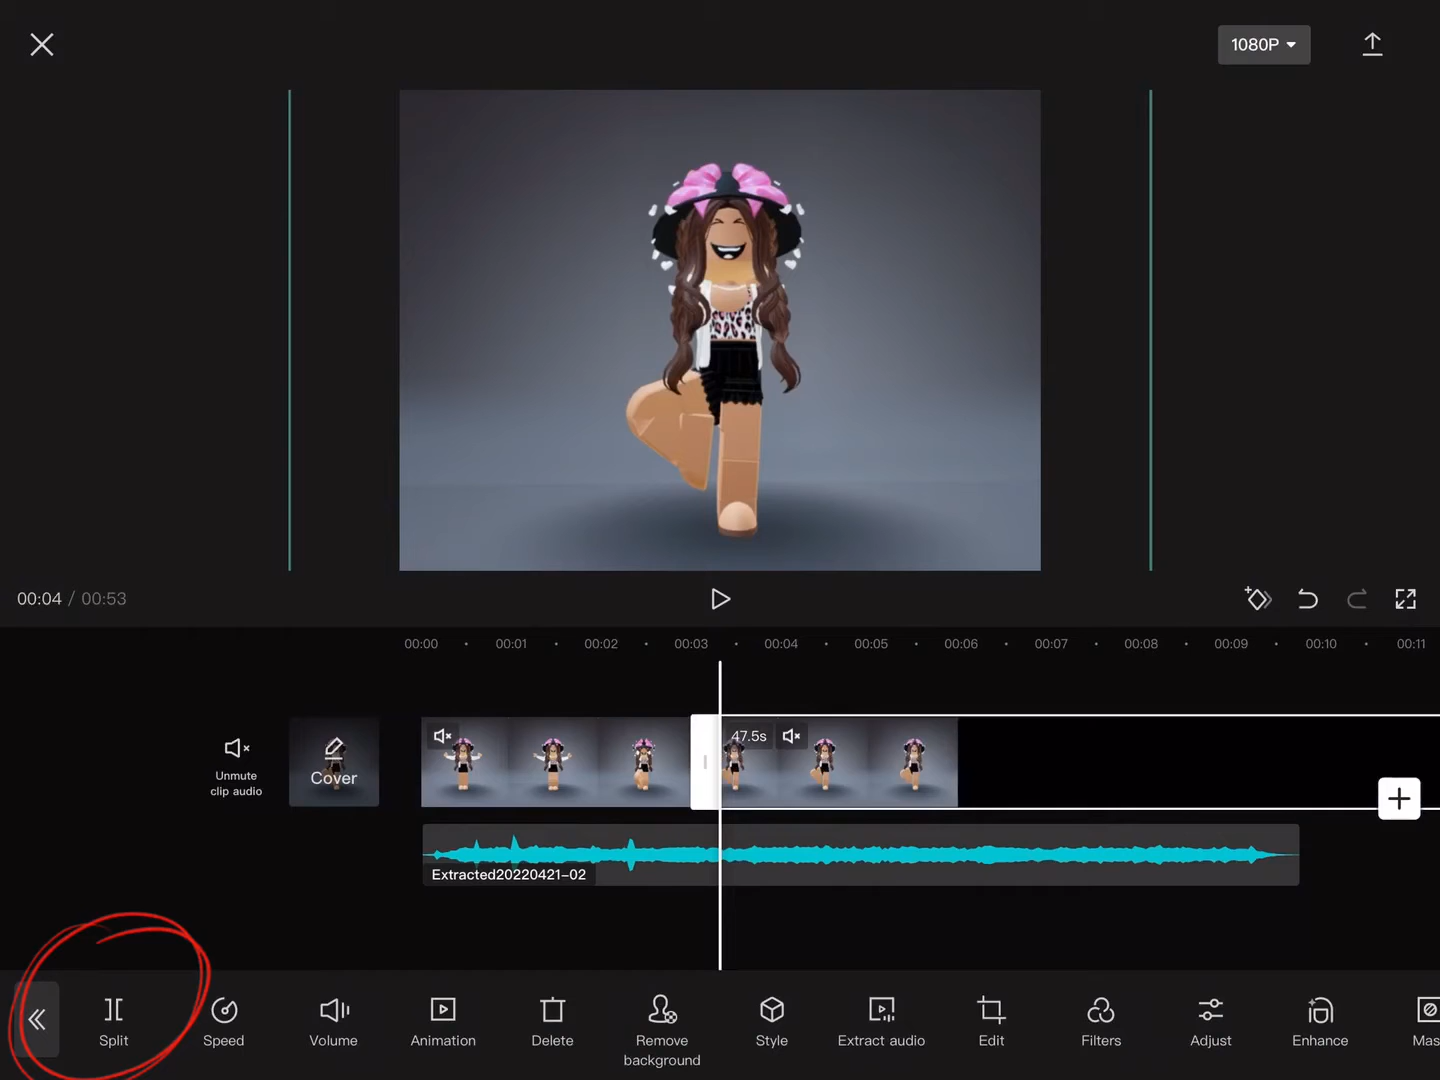 1080P
00:04 / 00:53
00:00 00:01 00:02 00:03 00:04 00:05 00:06 00:07 00:08 00:09 00:10 00:11
47.5s
Unmute
clip audio
Cover
Extracted20220421-02
Split Speed Volume Animation Delete Remove Style Extract audio Edit Filters Adjust Enhance Mas
background